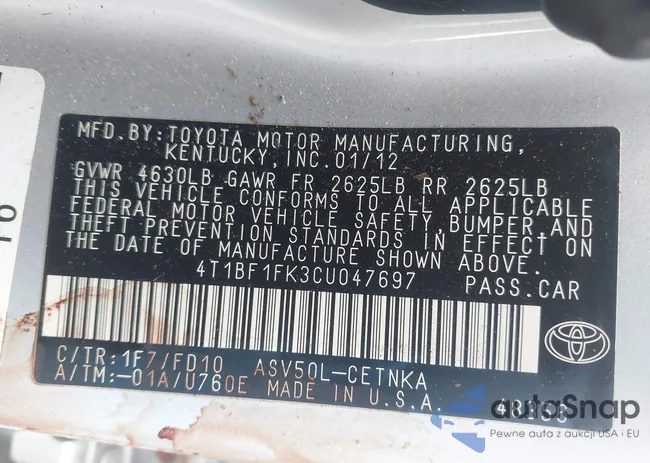 MFD.BY:TOYOTA MOTOR MANUFACTURING,
KENTUCKY,INC.01/12
GVWR 4630LB GAWR FR 2625LB RR 2625LB
THIS VEHICLE CONFORMS TO ALL APPLICABLE
FEDERAL MOTOR VEHICLE SAFETY,BUMPER,AND
THEFT PREVENTION STANDARDS IN EFFECT ON
THE DATE OF MANUFACTURE SHOWN ABOVE.
4T1BF1FK3CU047697 PASS.CAR
C/TR:1F7/FD10 ASV50L-CETNKA
A/TM:-01A/U760E MADE IN U.S.A.
autoSnap
Pewne auta z aukcji USA i EU